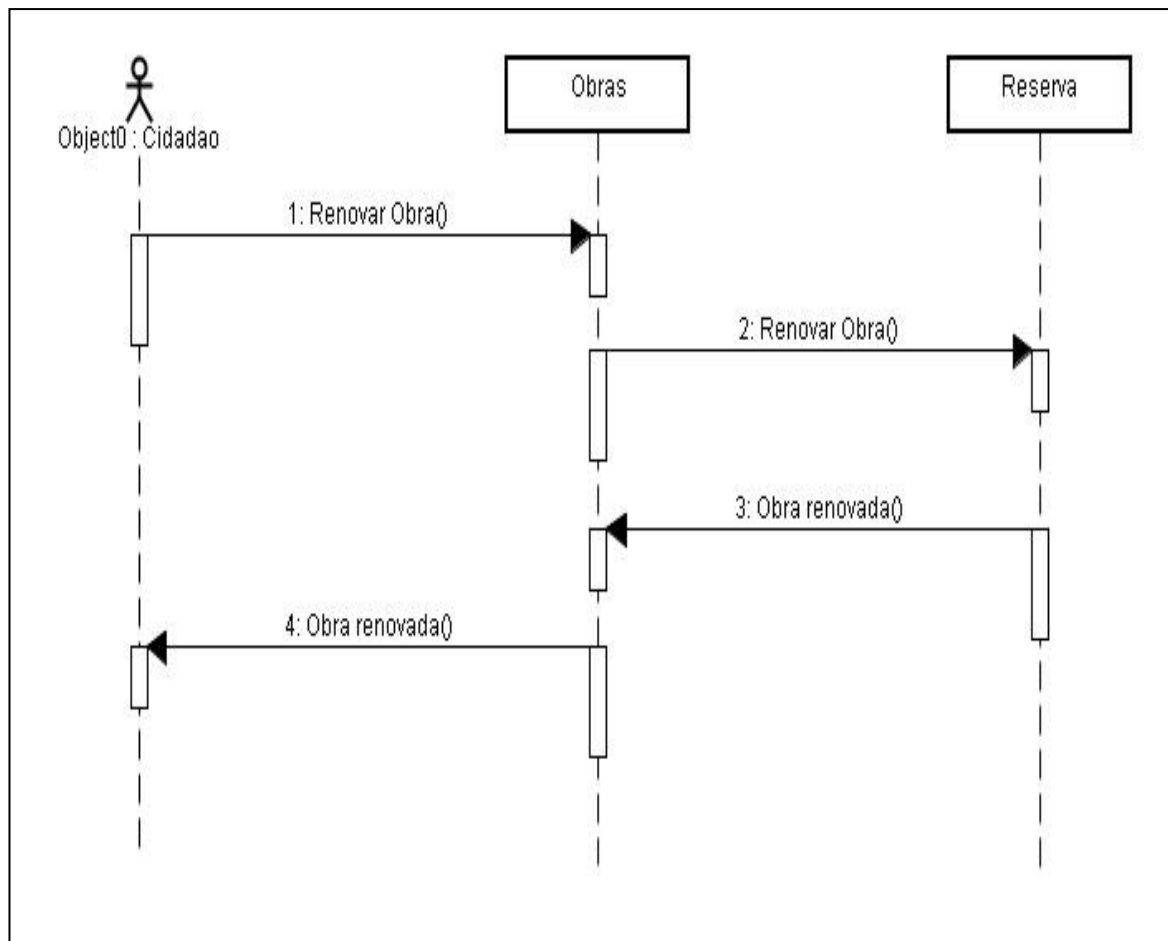 Obras
Reserva
Object0 : Cidadao
1: Renovar Obra()
2: Renovar Obra()
3: Obra renovada()
4: Obra renovada()